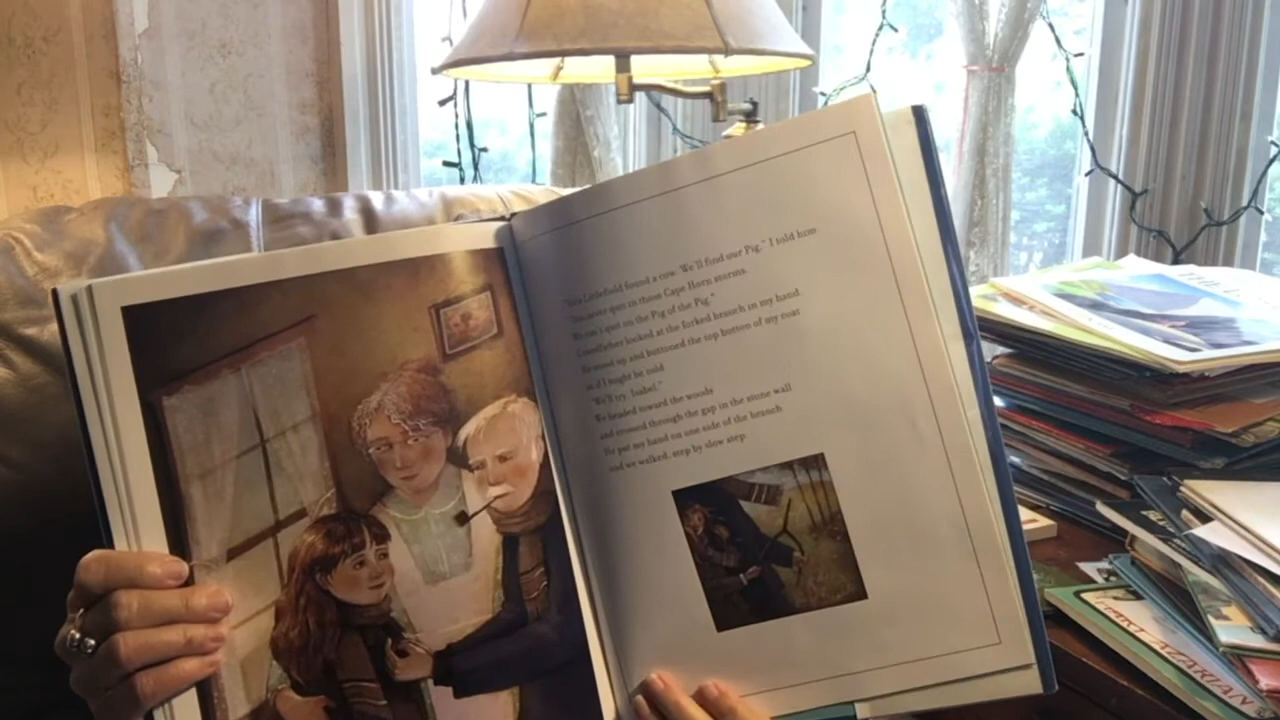 "Sara Littlefield found a cow. We'll find our Pig," I told him.
"You never quit in those Cape Horn storms.
We can't quit on the Pig of the Pig."
Grandfather looked at the forked branch in my hand.
He stood up and buttoned the top button of my coat
as if I might be cold.
"We'll try, Isabel."
We headed toward the woods
and crossed through the gap in the stone wall.
He put my hand on one side of the branch
and we walked, step by slow step.
AZARIAN